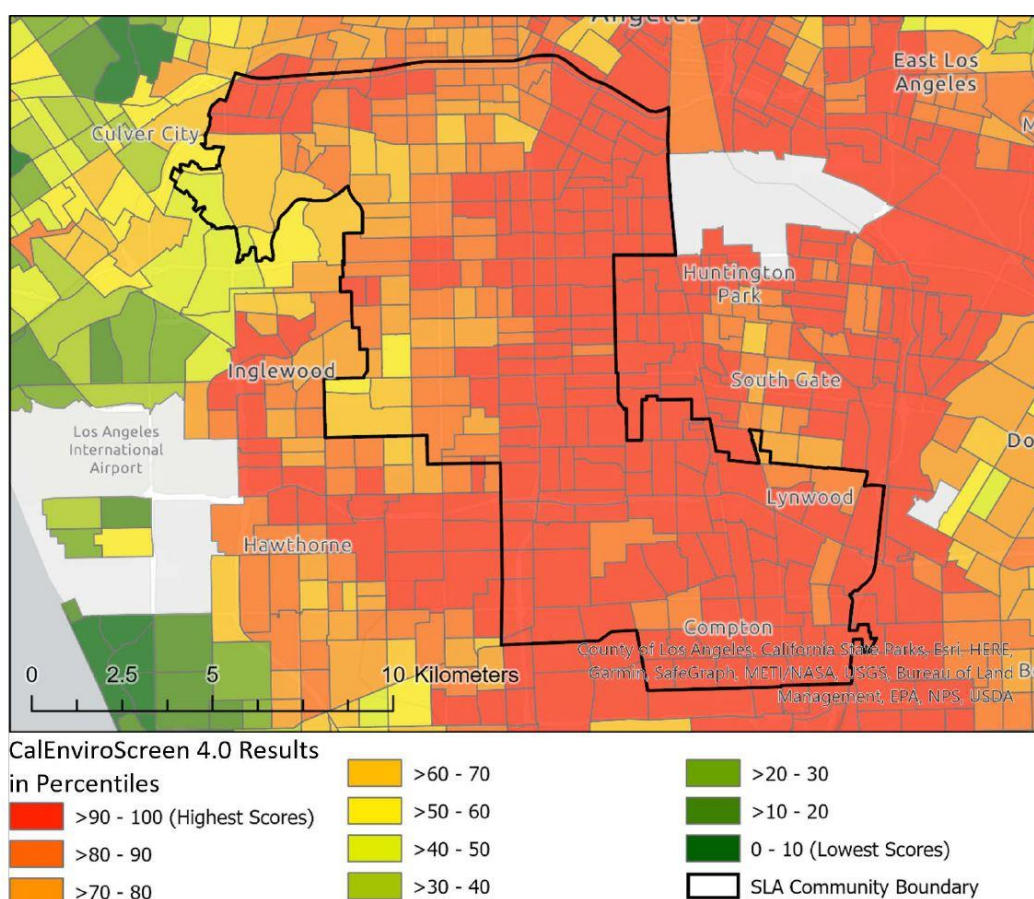 Angeles
East Los
Angeles
Culver City
M
Huntington
Park
Inglewood
South Gate
Los Angeles
International
Airport
Do
Lynwood
Hawthorne
Compton
County of Los Angeles, California State Parks, Esri, HERE,
Garmin, SafeGraph, METI/NASA, USGS, Bureau of Land
Management, EPA, NPS, USDA
B
0 2.5 5 10 Kilometers
CalEnviroScreen 4.0 Results
in Percentiles
>90 - 100 (Highest Scores)
>80 - 90
>70 - 80
>60 - 70
>50 - 60
>40 - 50
>30 - 40
>20 - 30
>10 - 20
0 - 10 (Lowest Scores)
SLA Community Boundary